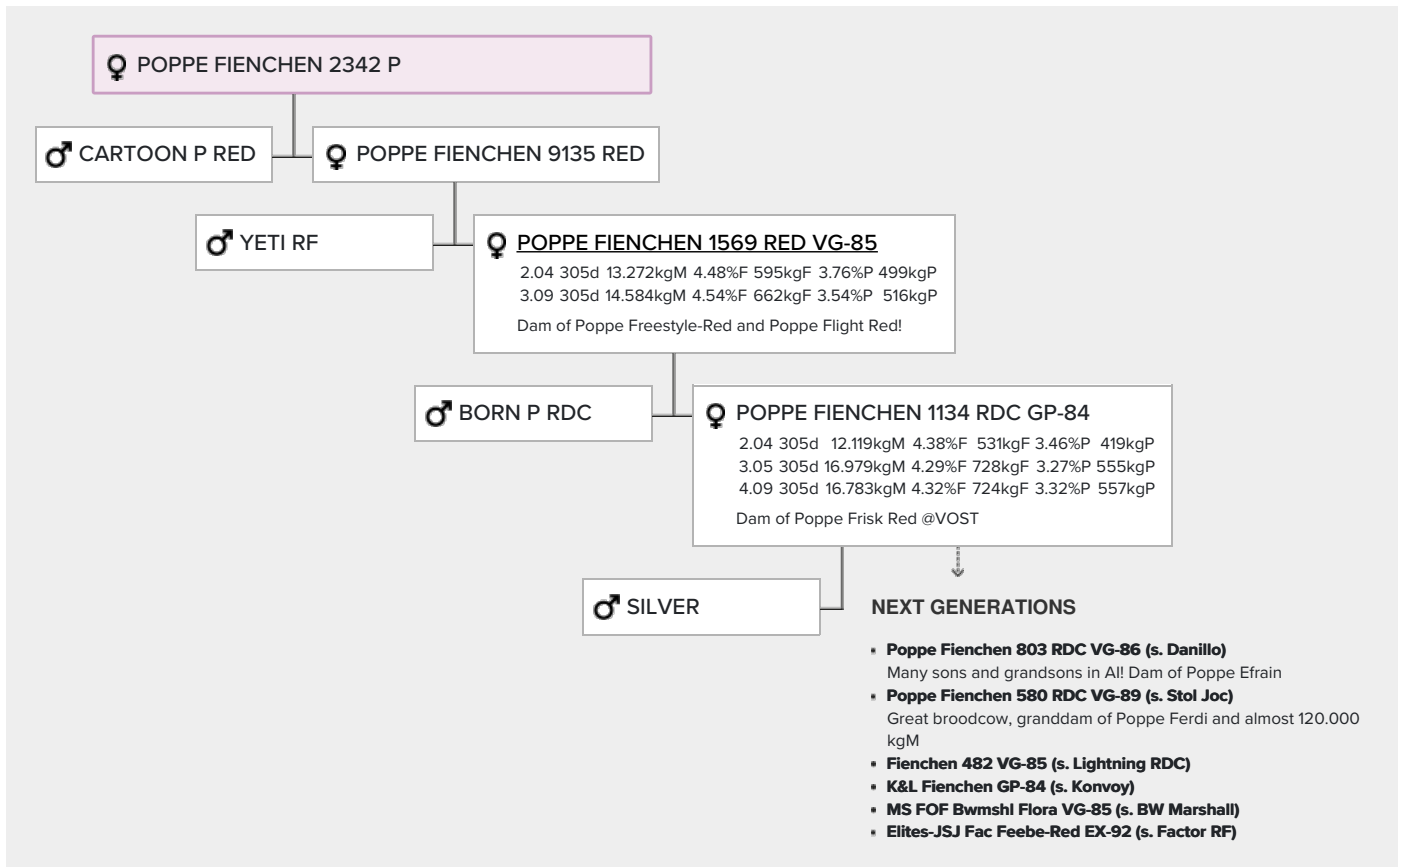 POPPE FIENCHEN 2342 P
CARTOON P RED
POPPE FIENCHEN 9135 RED
YETI RF
POPPE FIENCHEN 1569 RED VG-85
2.04 305d 13.272kgM 4.48%F 595kgF 3.76%P 499kgP
3.09 305d 14.584kgM 4.54%F 662kgF 3.54%P 516kgP
Dam of Poppe Freestyle-Red and Poppe Flight Red!
BORN P RDC
POPPE FIENCHEN 1134 RDC GP-84
2.04 305d 12.119kgM 4.38%F 531kgF 3.46%P 419kgP
3.05 305d 16.979kgM 4.29%F 728kgF 3.27%P 555kgP
4.09 305d 16.783kgM 4.32%F 724kgF 3.32%P 557kgP
Dam of Poppe Frisk Red @VOST
SILVER
NEXT GENERATIONS
Poppe Fienchen 803 RDC VG-86 (s. Danillo)
Many sons and grandsons in AI! Dam of Poppe Efrain
Poppe Fienchen 580 RDC VG-89 (s. Stol Joc)
Great broodcow, granddam of Poppe Ferdi and almost 120.000
kgM
Fienchen 482 VG-85 (s. Lightning RDC)
K&L Fienchen GP-84 (s. Konvoy)
MS FOF Bwmshl Flora VG-85 (s. BW Marshall)
Elites-JSJ Fac Feebe-Red EX-92 (s. Factor RF)